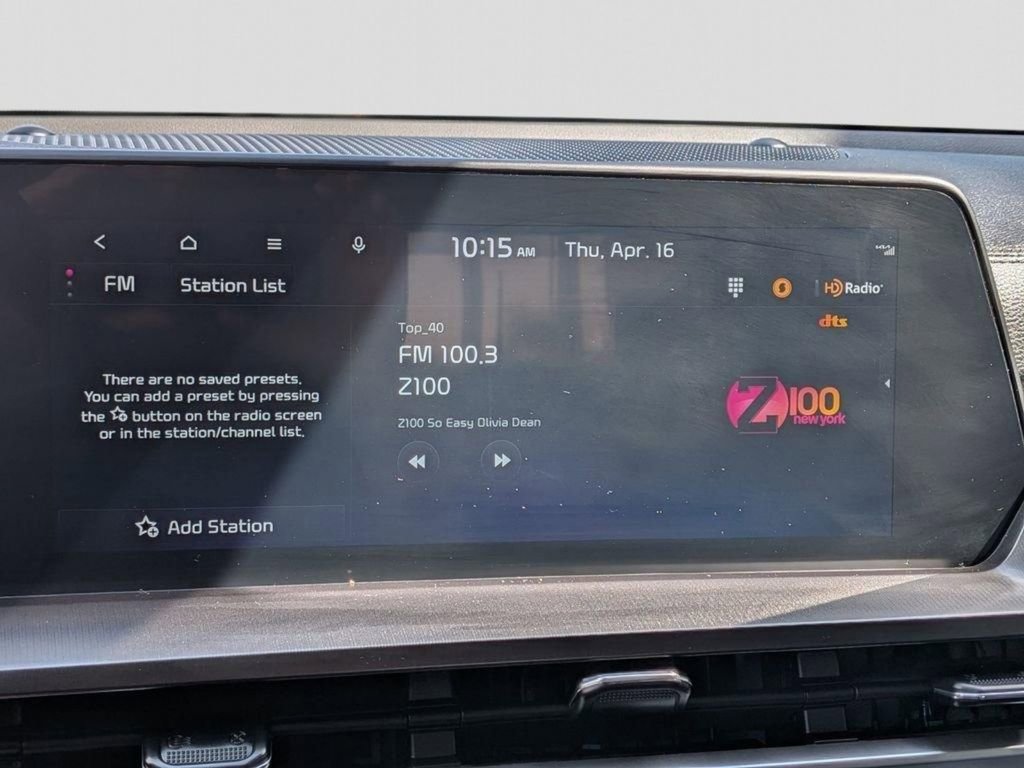 10:15 AM Thu, Apr. 16
KIA
FM Station List
HD Radio
dts
Top_40
FM 100.3
Z100
Z100 So Easy Olivia Dean
There are no saved presets.
You can add a preset by pressing
the button on the radio screen
or in the station/channel list.
Z100
new york
Add Station